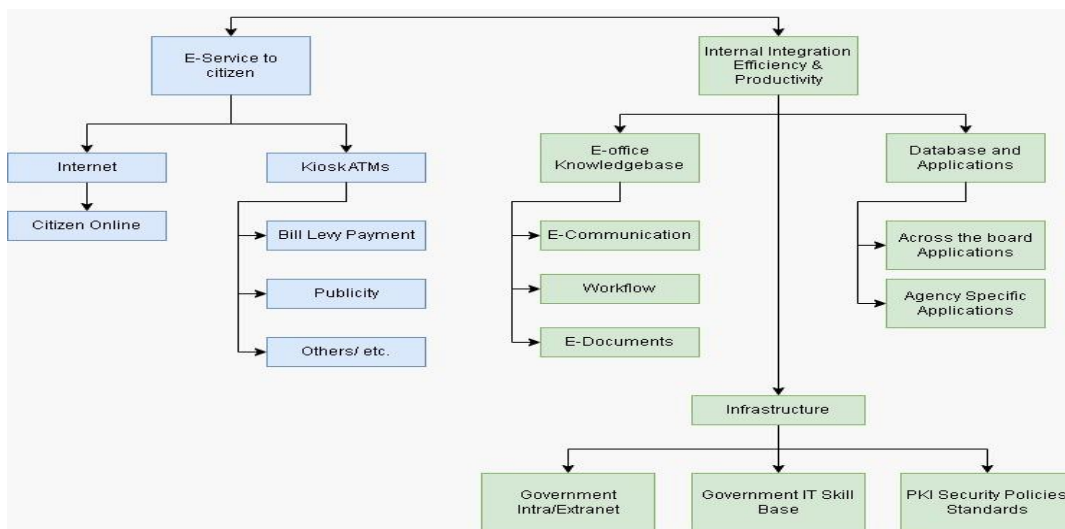 E-Service to
citizen
Internal Integration
Efficiency &
Productivity
Internet
KioskATMs
E-office
Knowledgebase
Database and
Applications
Citizen Online
Bill Levy Payment
E-Communication
Across the board
Applications
Publicity
Workflow
Agency Specific
Applications
Others/ etc.
E-Documents
Infrastructure
Government
Intra/Extranet
Government IT Skill
Base
PKI Security Policies
Standards